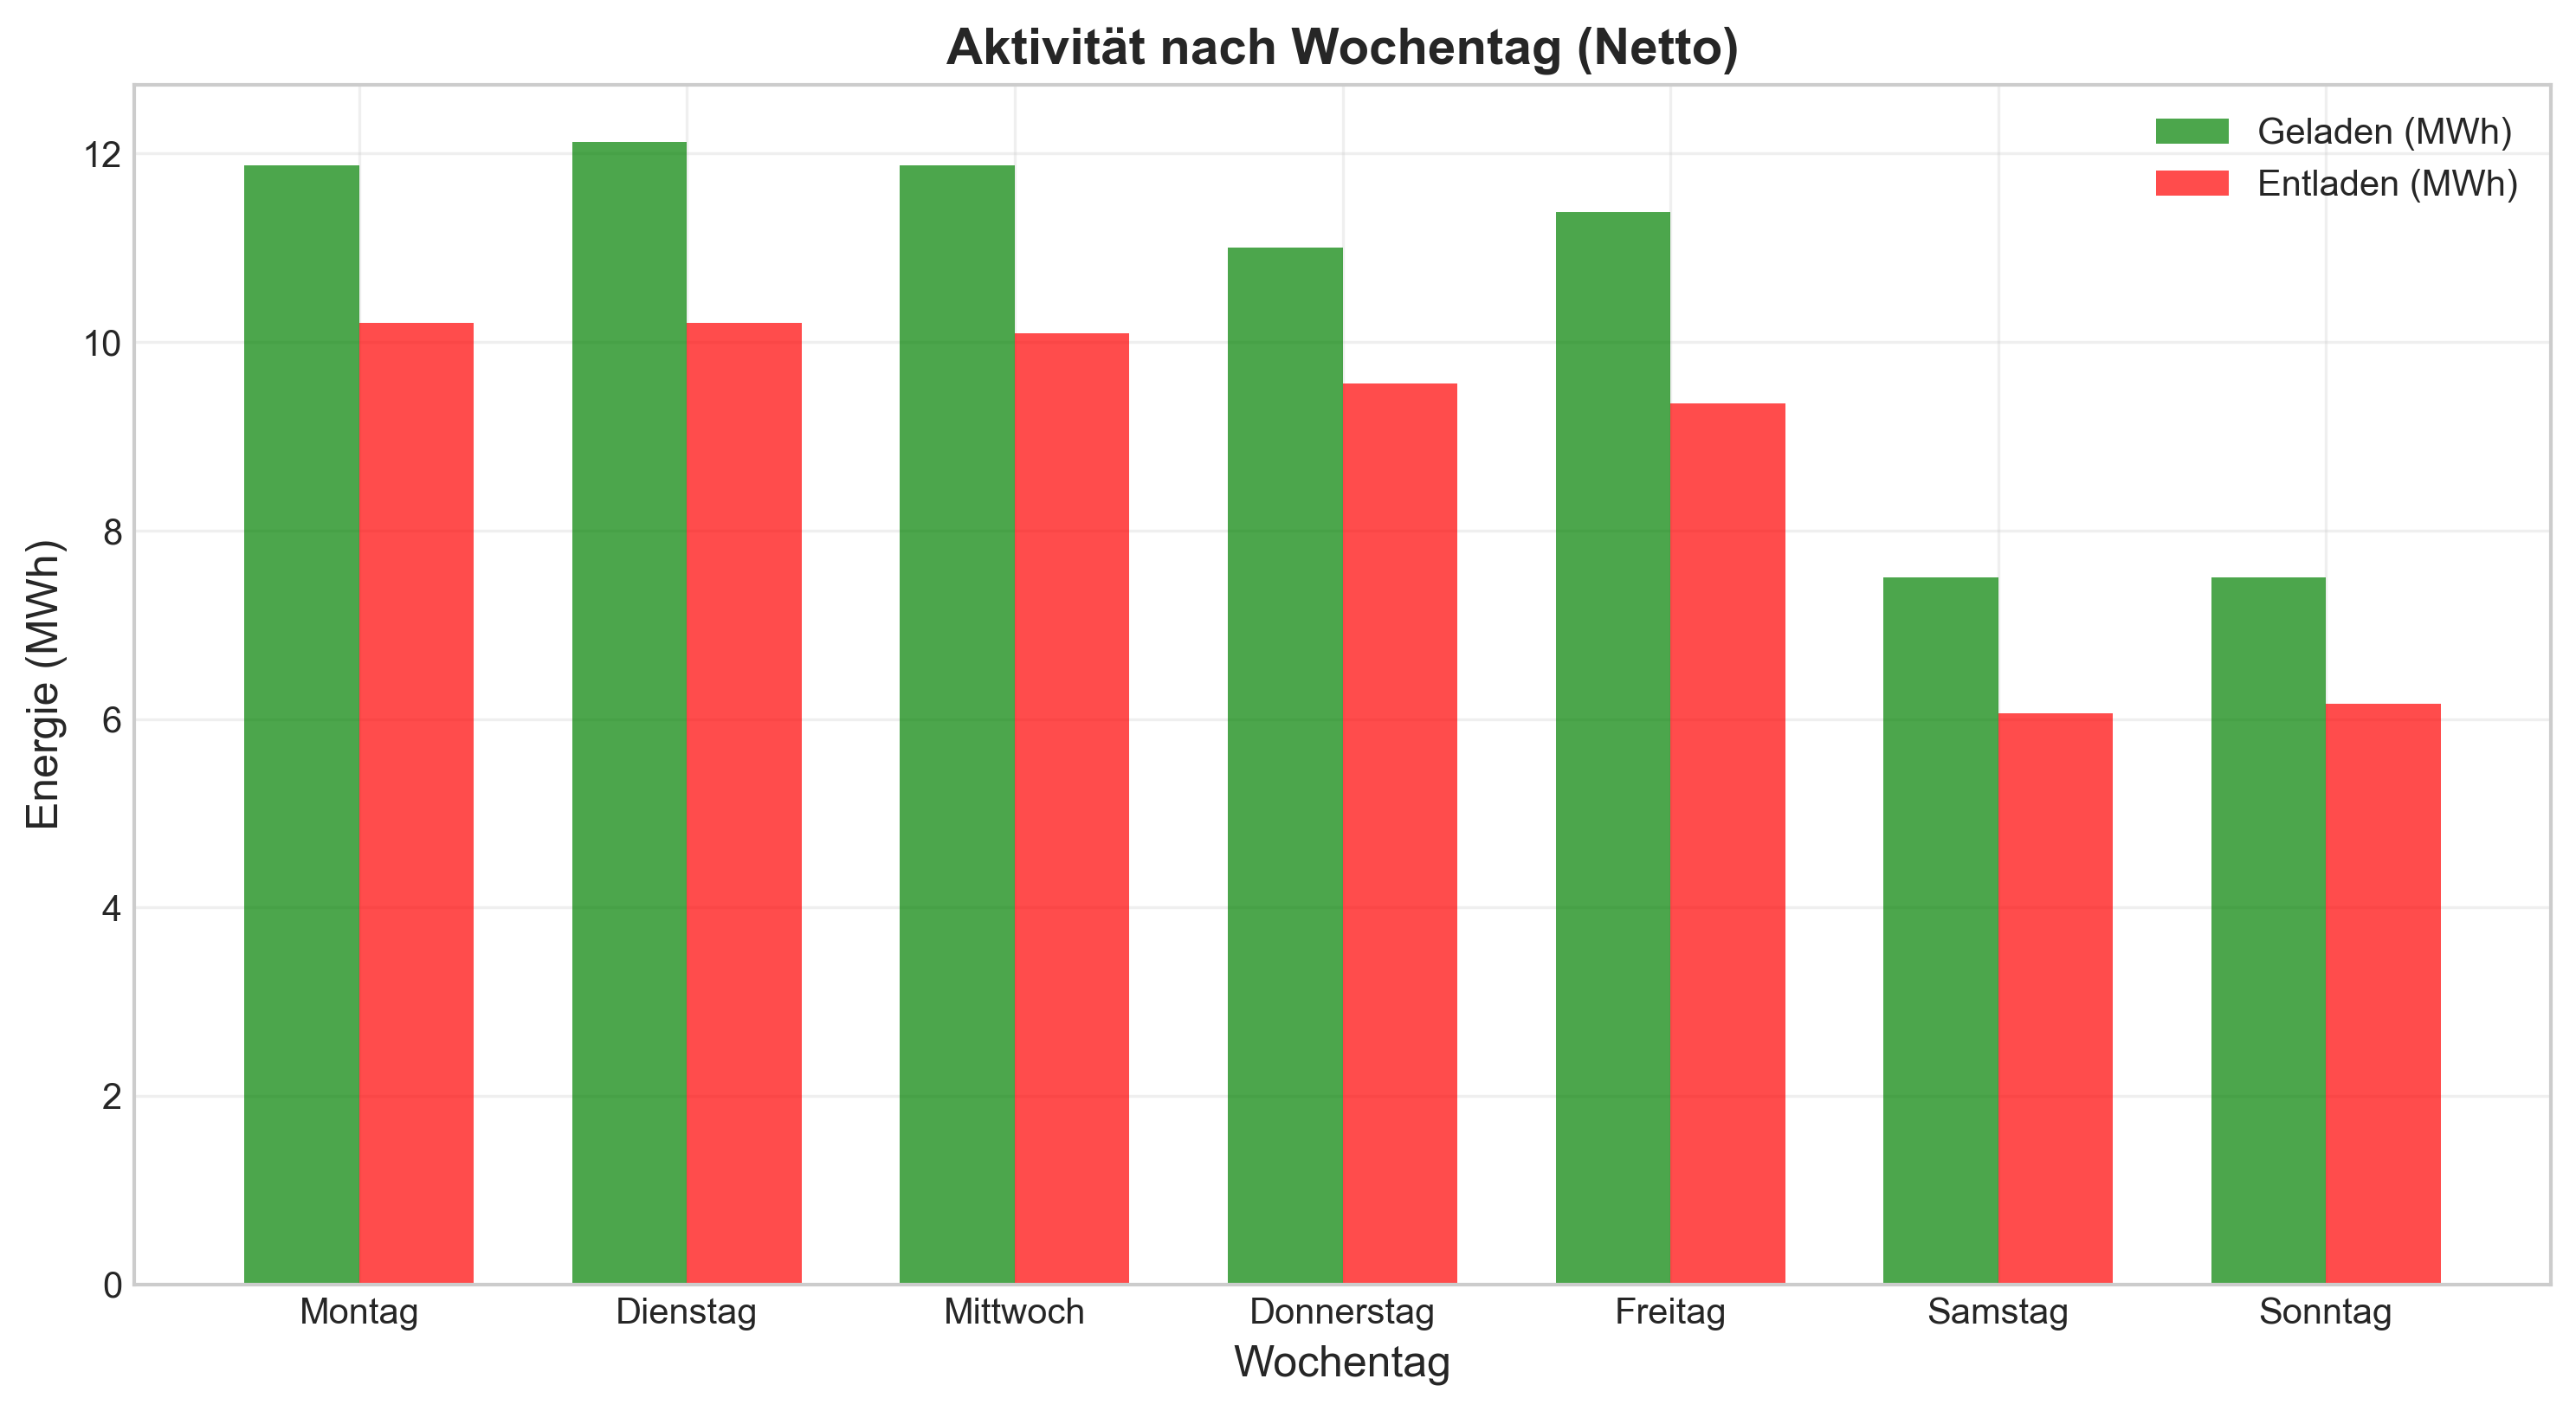 Aktivität nach Wochentag (Netto)
Geladen (MWh)
Entladen (MWh)
Energie (MWh)
12
10
8
6
4
2
0
Montag Dienstag Mittwoch Donnerstag Freitag Samstag Sonntag
Wochentag